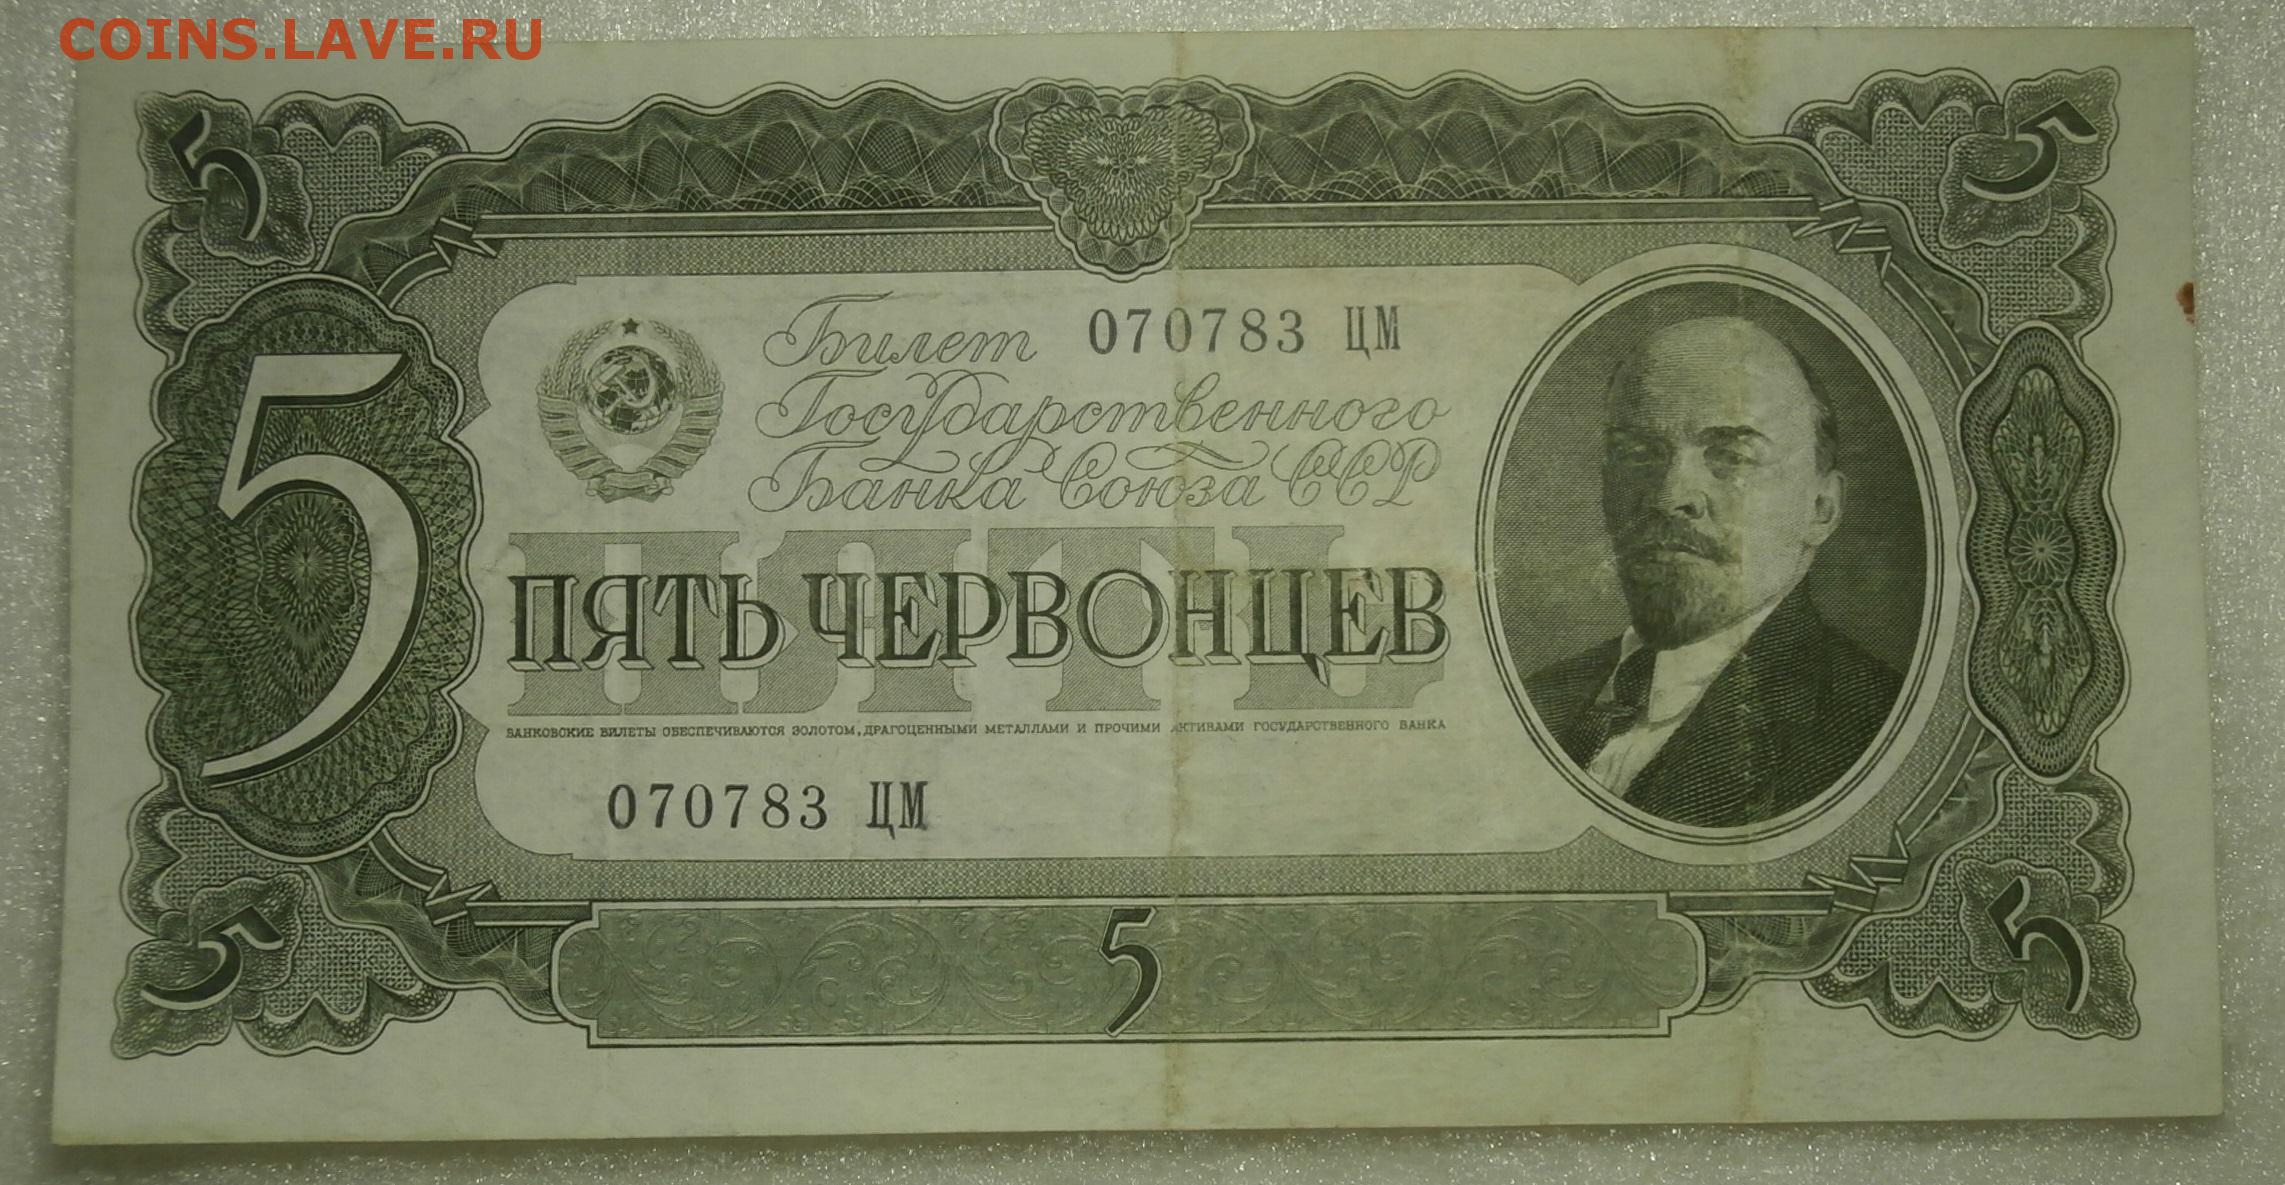 COINS.LAVE.RU
5 5
Билет 070783 ЦМ
Государственного
Банка Союза ССР
5
ПЯТЬ
ПЯТЬ ЧЕРВОНЦЕВ
БАНКОВСКИЕ БИЛЕТЫ ОБЕСПЕЧИВАЮТСЯ ЗОЛОТОМ, ДРАГОЦЕННЫМИ МЕТАЛЛАМИ И ПРОЧИМИ АКТИВАМИ ГОСУДАРСТВЕННОГО БАНКА
070783 ЦМ
5 5 5